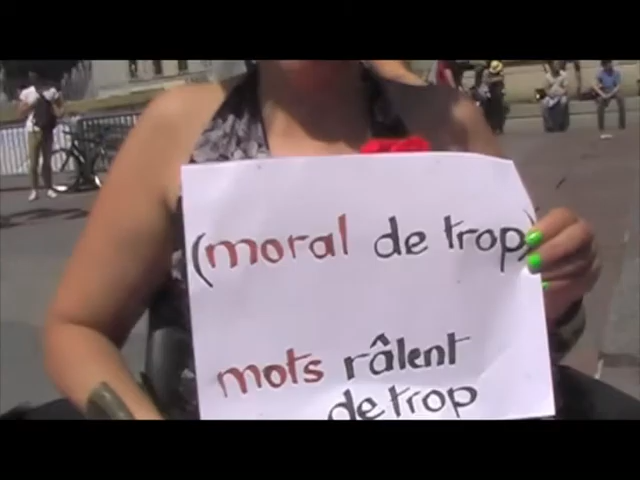 (moral de trop)
mots râlent
de trop